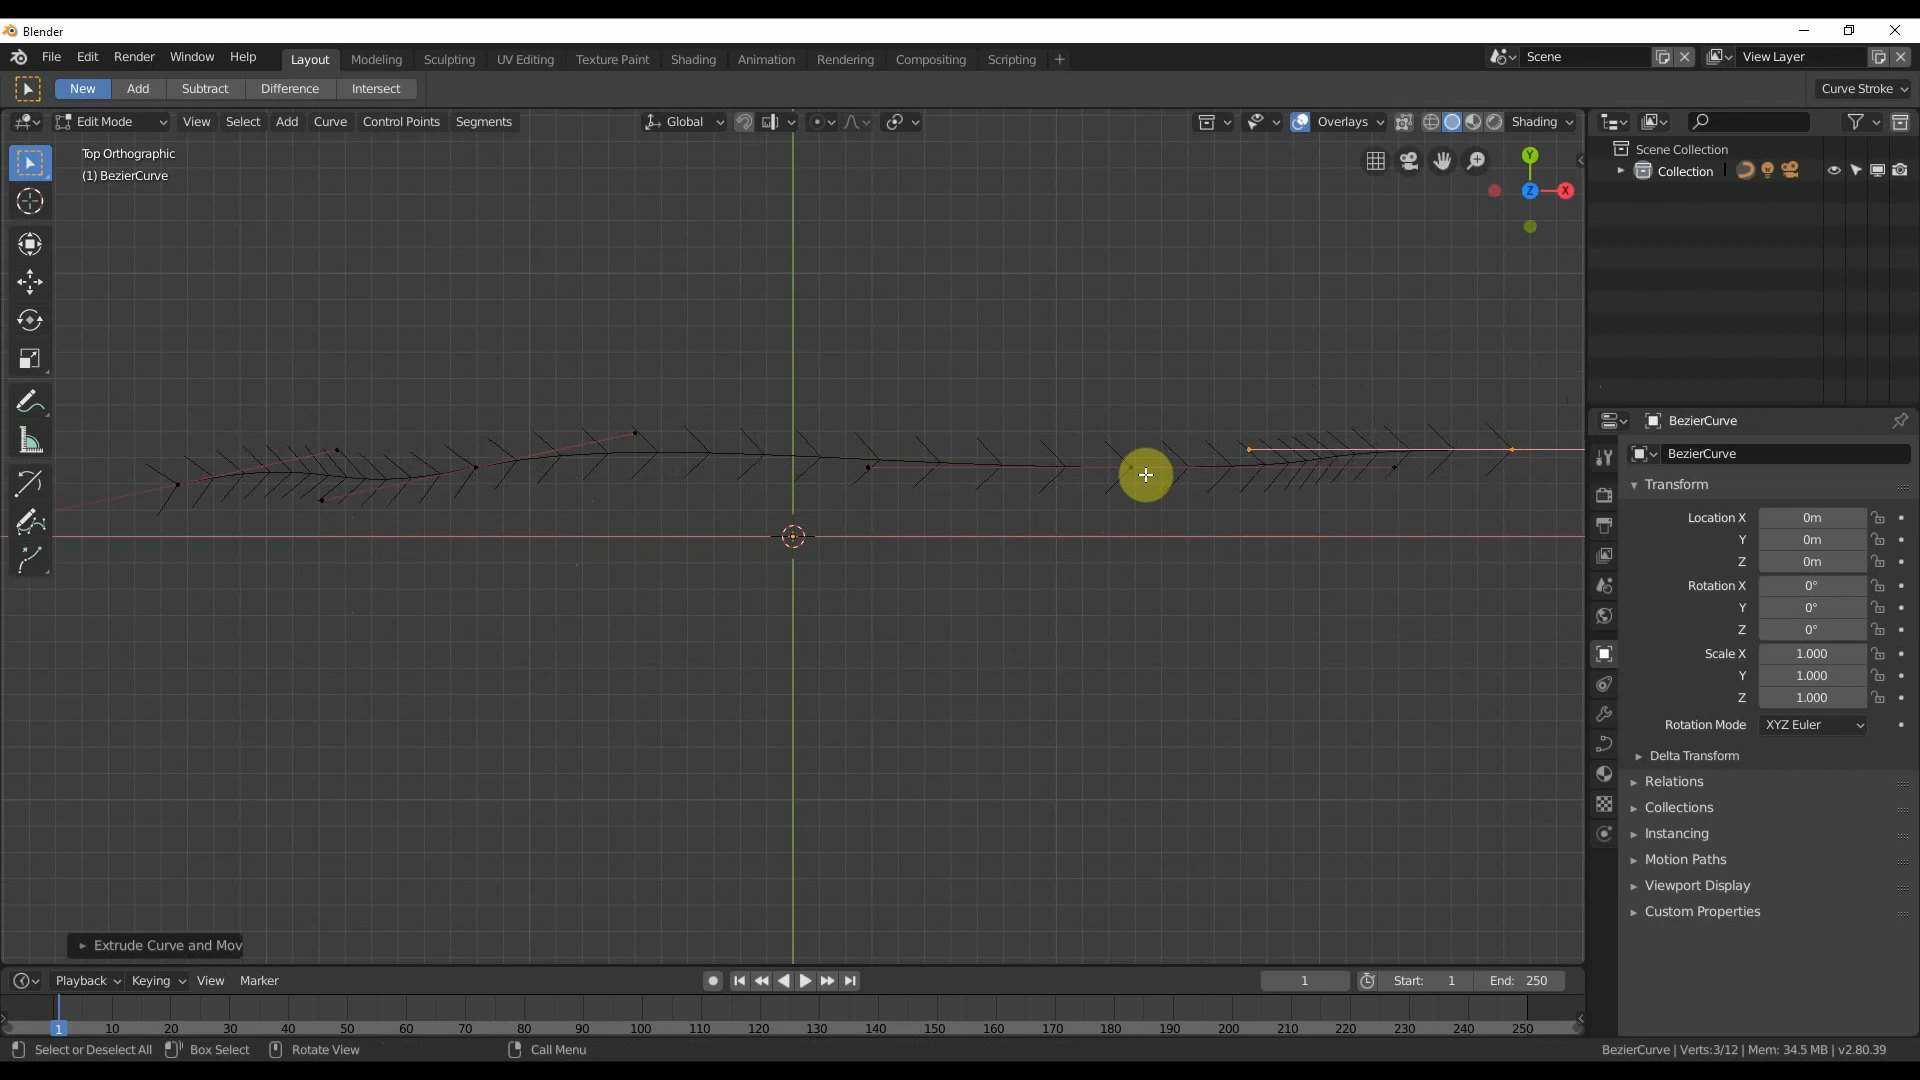 Blender
File Edit Render Window Help Layout Modeling Sculpting UV Editing Texture Paint Shading Animation Rendering Compositing Scripting + Scene View Layer
New Add Subtract Difference Intersect Curve Stroke
Edit Mode View Select Add Curve Control Points Segments Global Overlays Shading
Top Orthographic
(1) BezierCurve
Y
Z X
Scene Collection
Collection
BezierCurve
BezierCurve
Transform
Location X 0m
Y 0m
Z 0m
Rotation X 0°
Y 0°
Z 0°
Scale X 1.000
Y 1.000
Z 1.000
Rotation Mode XYZ Euler
Delta Transform
Relations
Collections
Instancing
Motion Paths
Viewport Display
Custom Properties
Extrude Curve and Mov
Playback Keying View Marker 1 Start: 1 End: 250
1 10 20 30 40 50 60 70 80 90 100 110 120 130 140 150 160 170 180 190 200 210 220 230 240 250
Select or Deselect All Box Select Rotate View Call Menu BezierCurve | Verts:3/12 | Mem: 34.5 MB | v2.80.39